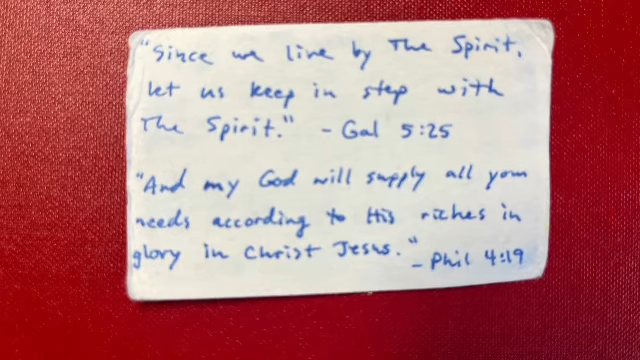 "Since we live by The Spirit,
let us keep in step with
The Spirit." - Gal 5:25
"And my God will supply all your
needs according to His riches in
glory in Christ Jesus."
- Phil 4:19